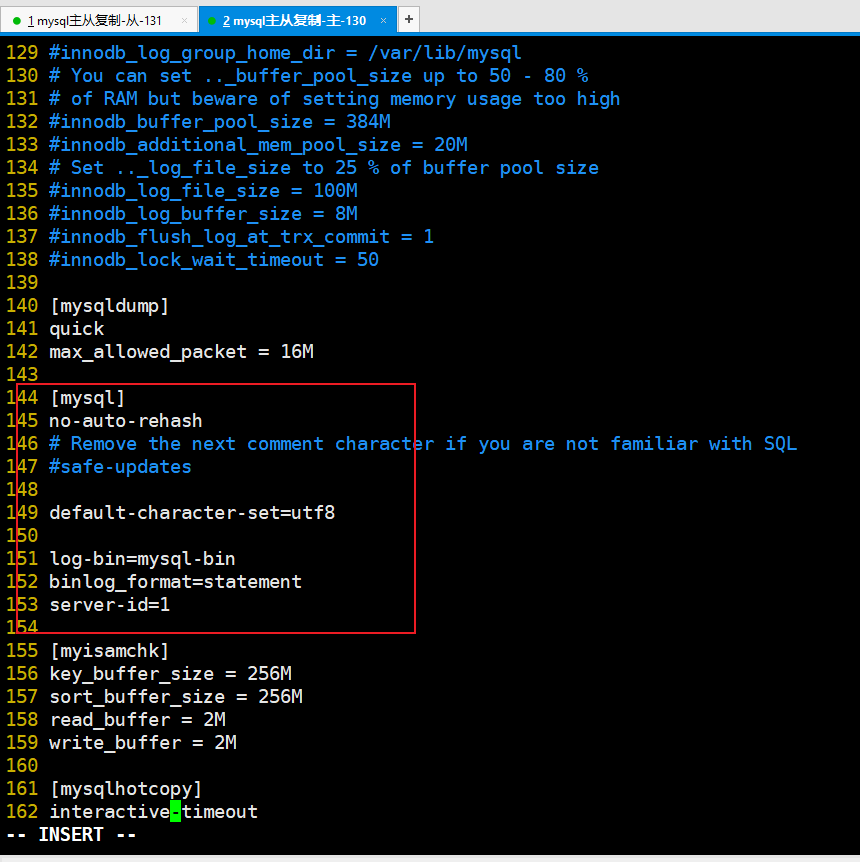 1 mysql主从复制-从-131 × 2 mysql主从复制-主-130 × +
129 #innodb_log_group_home_dir = /var/lib/mysql
130 # You can set .._buffer_pool_size up to 50 - 80 %
131 # of RAM but beware of setting memory usage too high
132 #innodb_buffer_pool_size = 384M
133 #innodb_additional_mem_pool_size = 20M
134 # Set .._log_file_size to 25 % of buffer pool size
135 #innodb_log_file_size = 100M
136 #innodb_log_buffer_size = 8M
137 #innodb_flush_log_at_trx_commit = 1
138 #innodb_lock_wait_timeout = 50
139
140 [mysqldump]
141 quick
142 max_allowed_packet = 16M
143
144 [mysql]
145 no-auto-rehash
146 # Remove the next comment character if you are not familiar with SQL
147 #safe-updates
148
149 default-character-set=utf8
150
151 log-bin=mysql-bin
152 binlog_format=statement
153 server-id=1
154
155 [myisamchk]
156 key_buffer_size = 256M
157 sort_buffer_size = 256M
158 read_buffer = 2M
159 write_buffer = 2M
160
161 [mysqlhotcopy]
162 interactive-timeout
-- INSERT --